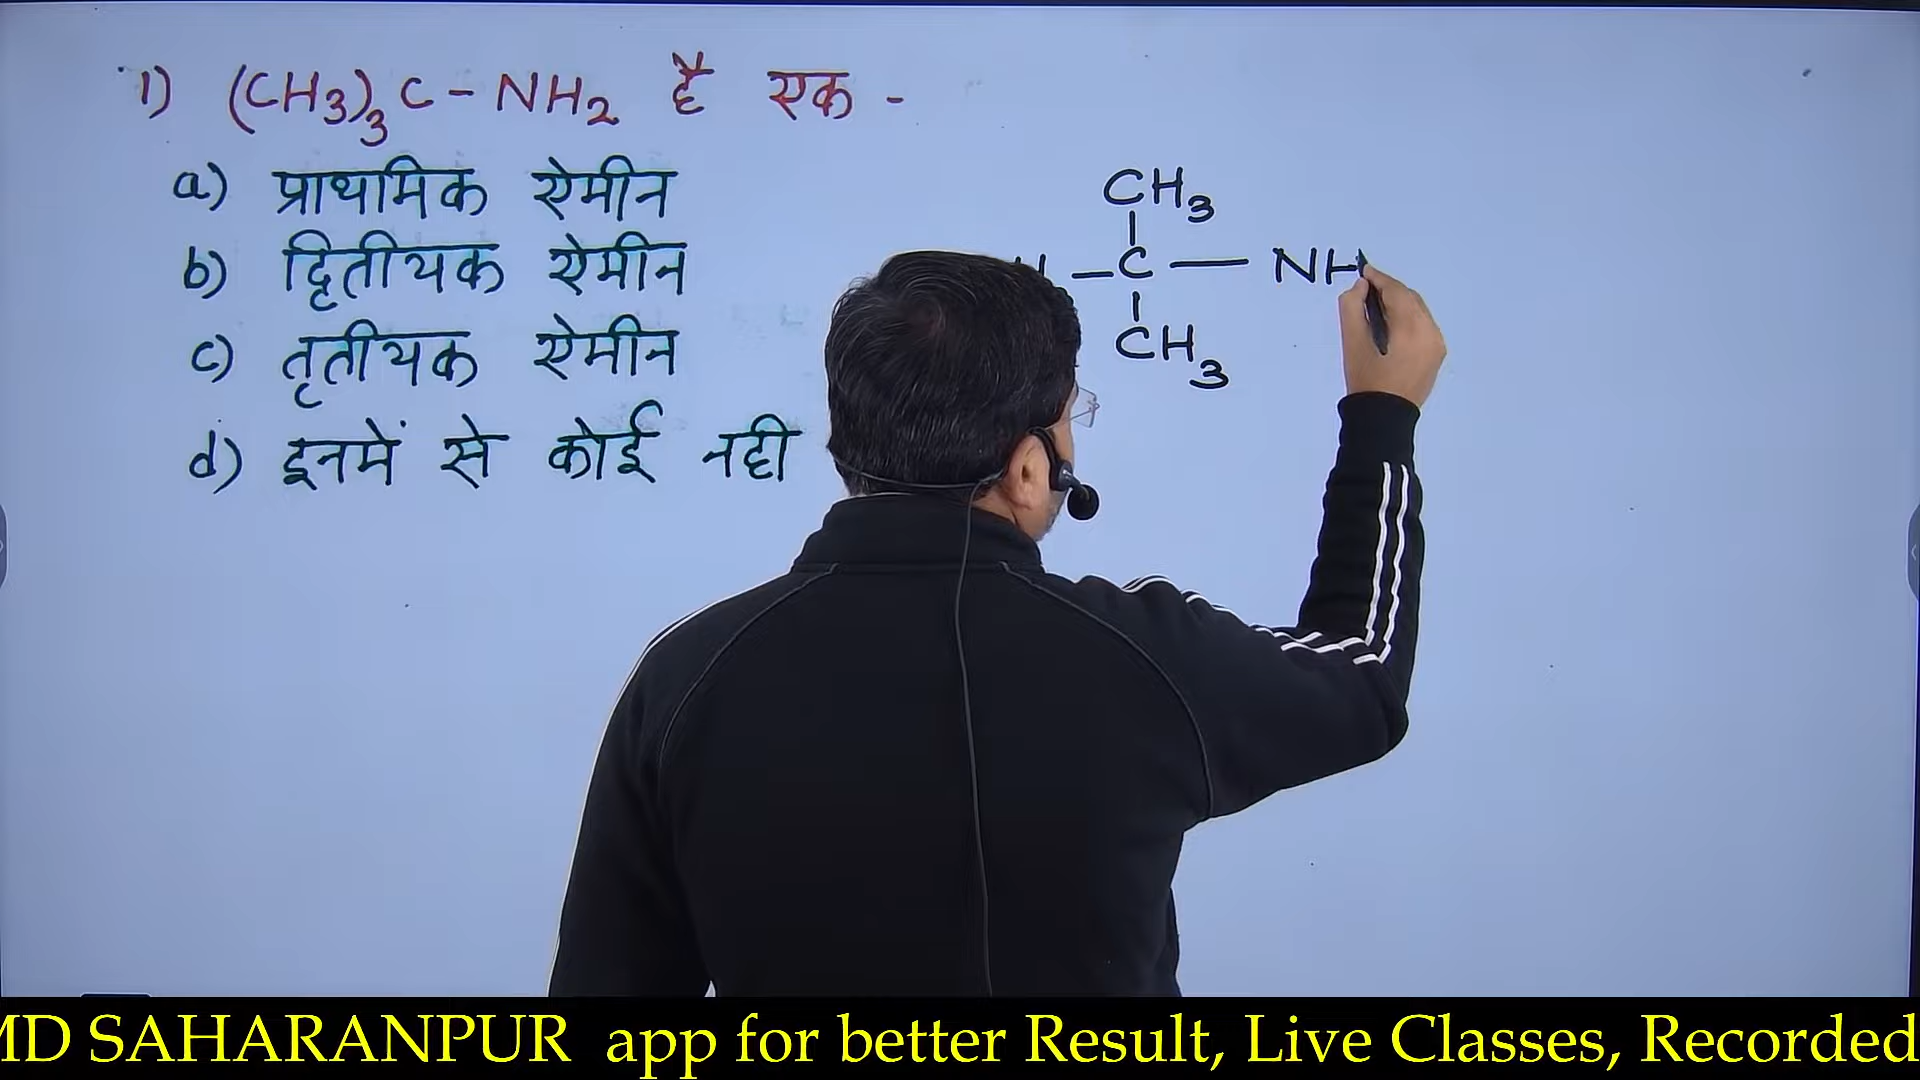 1) (CH3)3 C - NH2 है एक -
a) प्राथमिक ऐमीन
b) द्वितीयक ऐमीन
c) तृतीयक ऐमीन
d) इनमें से कोई नही
CH3
H - C - NH
CH3
MD SAHARANPUR app for better Result, Live Classes, Recorded